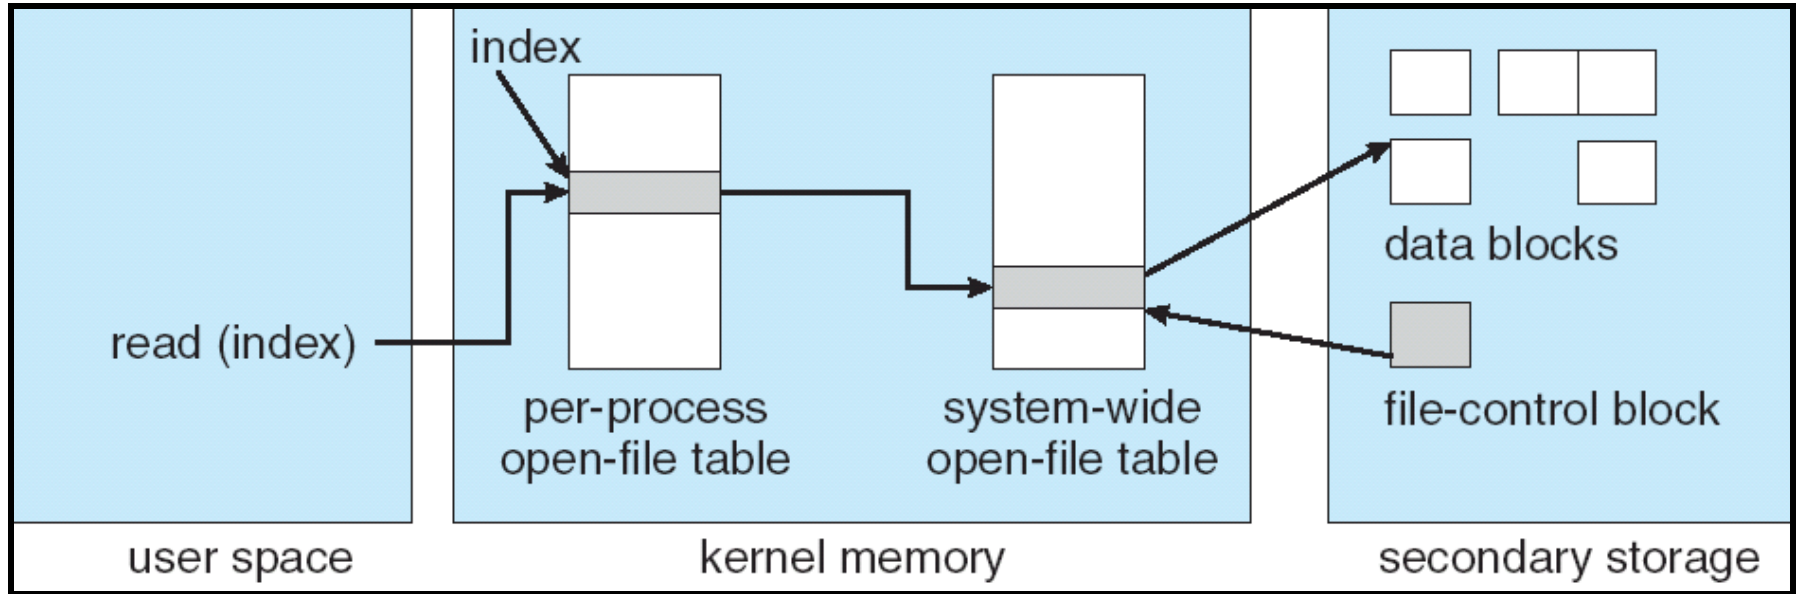 index
read (index)
per-process
open-file table
system-wide
open-file table
data blocks
file-control block
user space
kernel memory
secondary storage